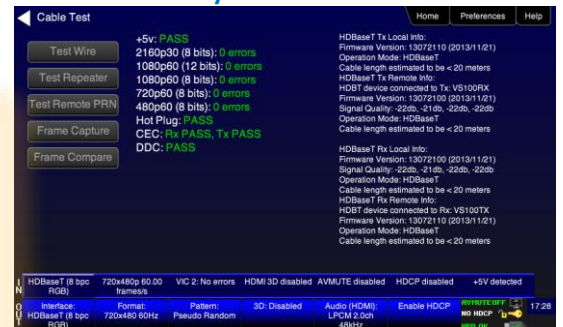 Cable Test
Home
Preferences
Help
Test Wire
Test Repeater
Test Remote PRN
Frame Capture
Frame Compare
+5v: PASS
2160p30 (8 bits): 0 errors
1080p60 (12 bits): 0 errors
1080p60 (8 bits): 0 errors
720p60 (8 bits): 0 errors
480p60 (8 bits): 0 errors
Hot Plug: PASS
CEC: Rx PASS, Tx PASS
DDC: PASS
HDBaseT Tx Local Info:
Firmware Version: 13072110 (2013/11/21)
Operation Mode: HDBaseT
Cable length estimated to be < 20 meters
HDBaseT Tx Remote Info:
HDBT device connected to Tx: VS100RX
Firmware Version: 13072100 (2013/11/21)
Signal Quality: -22db, -21db, -22db, -22db
Operation Mode: HDBaseT
Cable length estimated to be < 20 meters
HDBaseT Rx Local Info:
Firmware Version: 13072100 (2013/11/21)
Signal Quality: -22db, -21db, -22db, -22db
Operation Mode: HDBaseT
Cable length estimated to be < 20 meters
HDBaseT Rx Remote Info:
HDBT device connected to Rx: VS100TX
Firmware Version: 13072110 (2013/11/21)
Operation Mode: HDBaseT
Cable length estimated to be < 20 meters
IN
HDBaseT (8 bpc RGB)
720x480p 60.00 frames/s
VIC 2: No errors
HDMI 3D disabled
AVMUTE disabled
HDCP disabled
+5V detected
OUT
Interface: HDBaseT (8 bpc RGB)
Format: 720x480 60Hz
Pattern: Pseudo Random
3D: Disabled
Audio (HDMI): LPCM 2.0ch 48kHz
Enable HDCP
AVMUTE OFF
NO HDCP
17:28